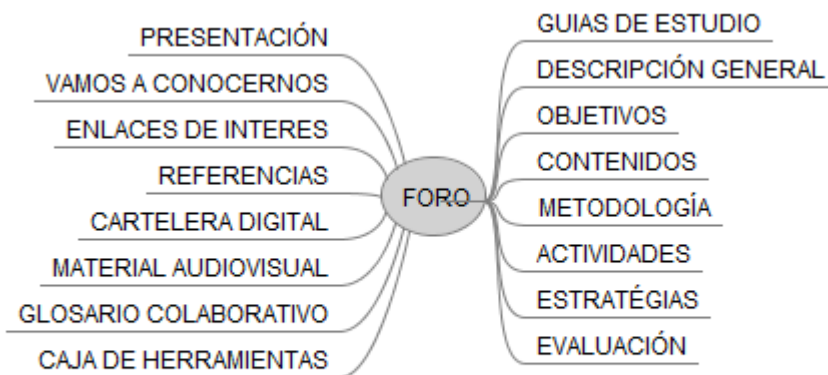 PRESENTACIÓN
VAMOS A CONOCERNOS
ENLACES DE INTERES
REFERENCIAS
CARTELERA DIGITAL
MATERIAL AUDIOVISUAL
GLOSARIO COLABORATIVO
CAJA DE HERRAMIENTAS
FORO
GUIAS DE ESTUDIO
DESCRIPCIÓN GENERAL
OBJETIVOS
CONTENIDOS
METODOLOGÍA
ACTIVIDADES
ESTRATÉGIAS
EVALUACIÓN